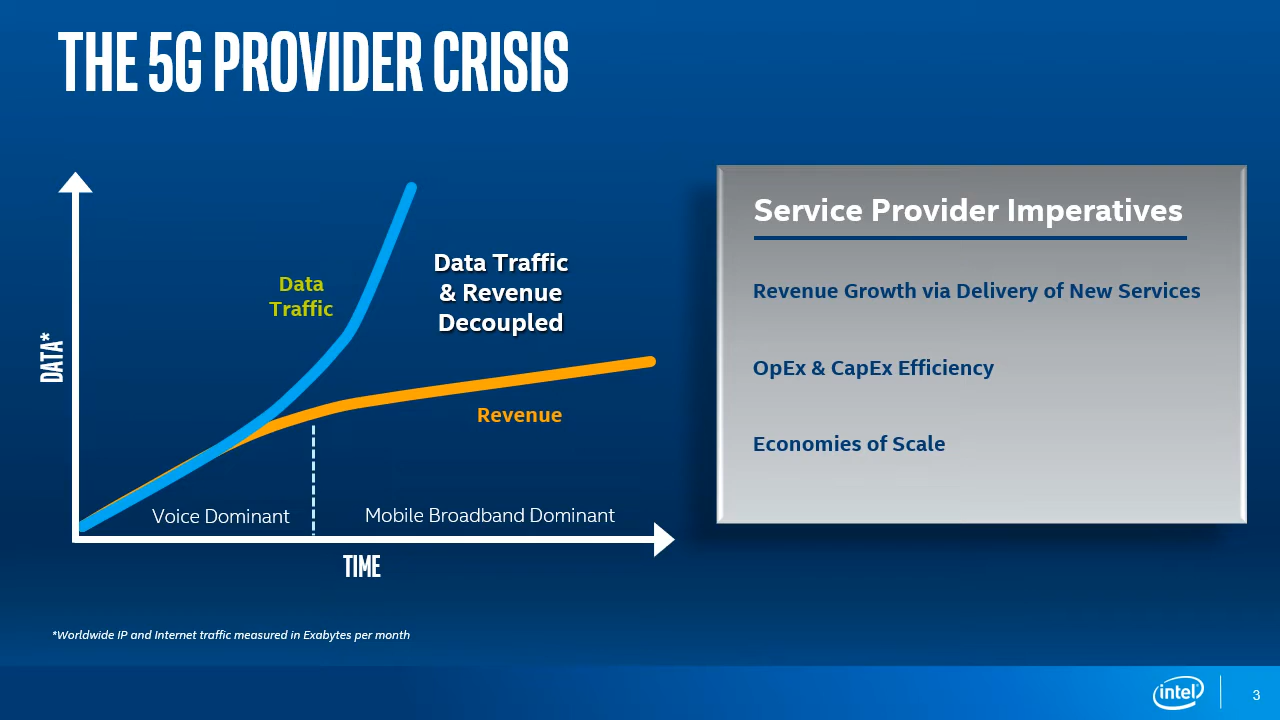 THE 5G PROVIDER CRISIS
Data
Traffic
Data Traffic
& Revenue
Decoupled
Revenue
DATA*
Voice Dominant
Mobile Broadband Dominant
TIME
*Worldwide IP and Internet traffic measured in Exabytes per month
Service Provider Imperatives
Revenue Growth via Delivery of New Services
OpEx & CapEx Efficiency
Economies of Scale
intel
3